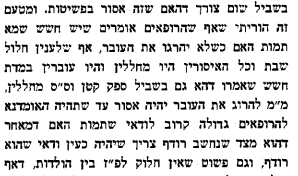 בשביל שום צורך דהאם שזה אסור בפשיטות. ומטעם
זה הוריתי שאף שהרופאים אומרים שיש חשש שמא
תמות האם כשלא יהרגו את העובר, אף שלענין חלול
שבת וכל האיסורין היו מחללין והיו עוברין במדת
חשש שאמרו דהא גם בשביל ספק קטן וס"ס מחללין,
מ"מ להרוג את העובר יהיה אסור עד שתהיה האומדנא
להרופאים גדולה קרוב לודאי שתמות האם דמאחר
דהוא מצד שנחשב רודף צריך שיהיה כעין ודאי שהוא
רודף, וגם פשוט שאין חלוק לפ"ז בין הולדות, דאף